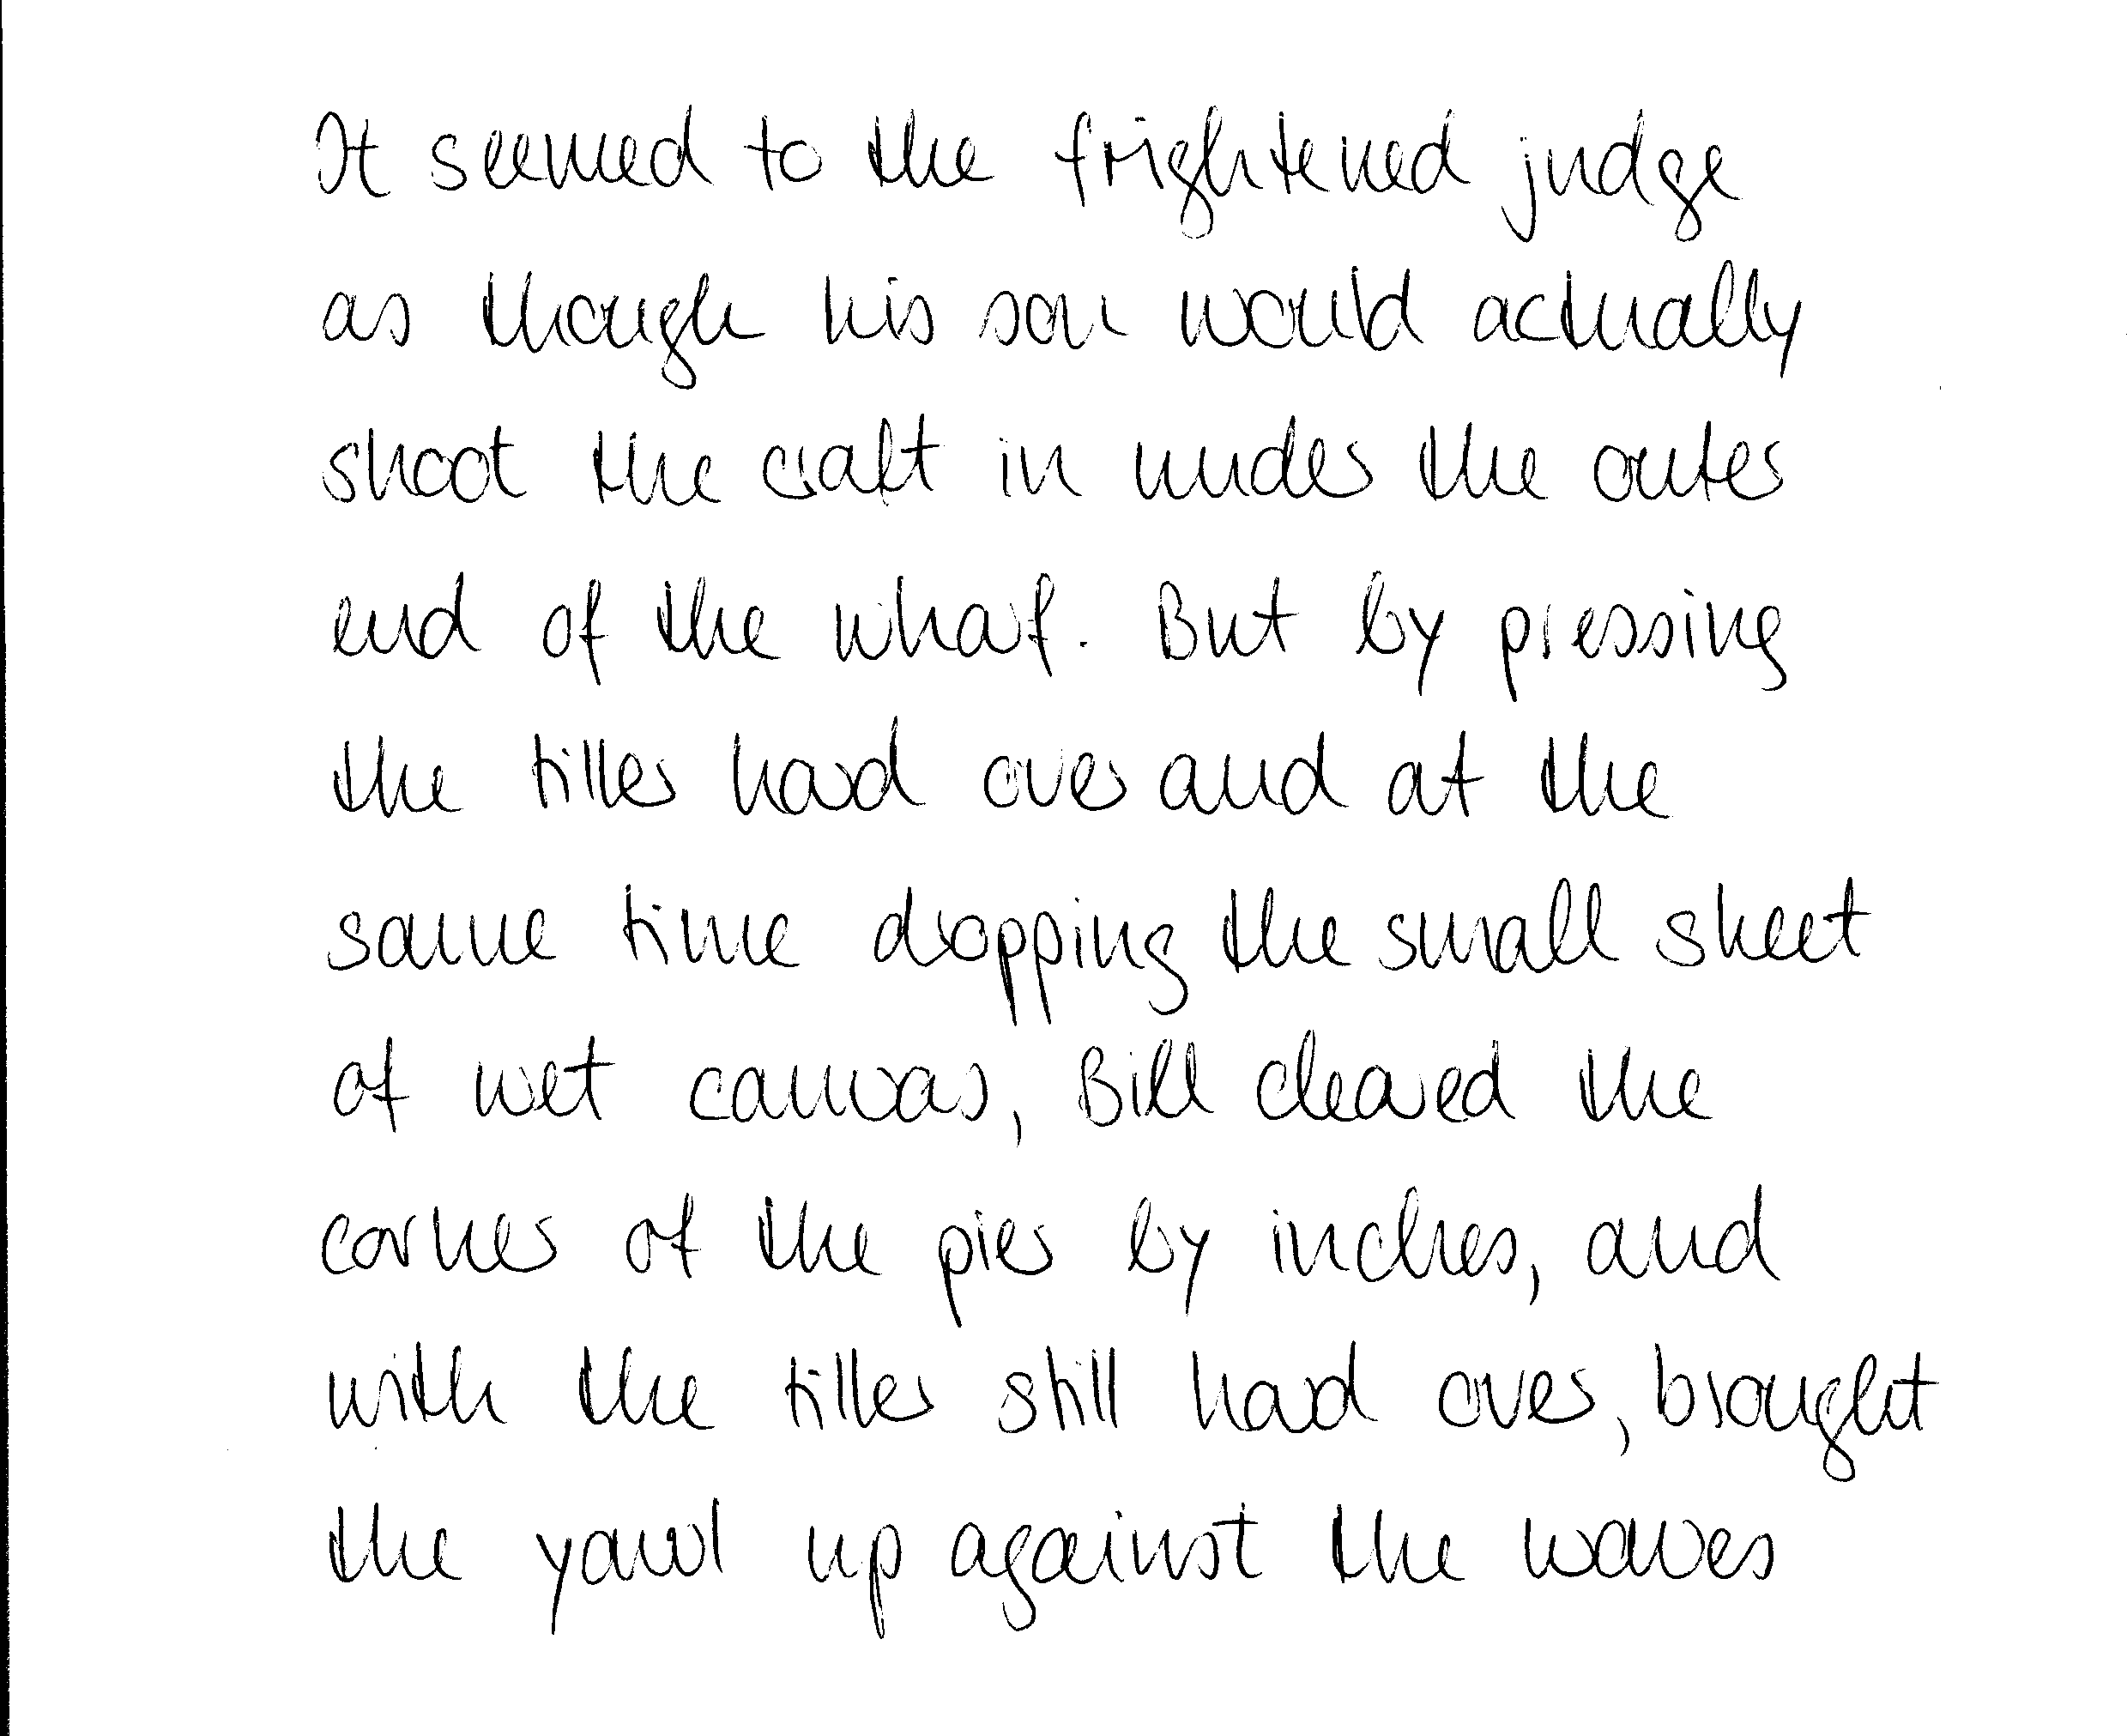 It seemed to the frightened judge
as though his son would actually
shoot the craft in under the outer
end of the wharf. But by pressing
the tiller hard over and at the
same time dropping the small sheet
of wet canvas, Bill cleared the
corner of the pier by inches, and
with the tiller still hard over, brought
the yawl up against the waves